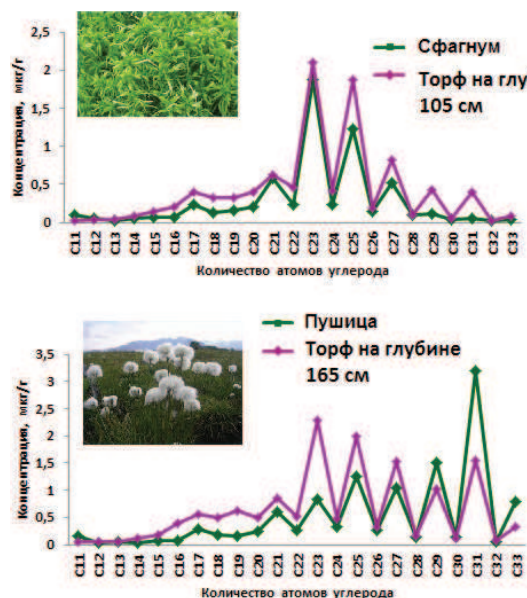 Концентрация, мкг/г
2,5
2
1,5
1
0,5
0
Сфагнум
Торф на глу
105 см
C11 C12 C13 C14 C15 C16 C17 C18 C19 C20 C21 C22 C23 C24 C25 C26 C27 C28 C29 C30 C31 C32 C33
Количество атомов углерода
Концентрация, мкг/г
3,5
3
2,5
2
1,5
1
0,5
0
Пушица
Торф на глубине
165 см
C11 C12 C13 C14 C15 C16 C17 C18 C19 C20 C21 C22 C23 C24 C25 C26 C27 C28 C29 C30 C31 C32 C33
Количество атомов углерода